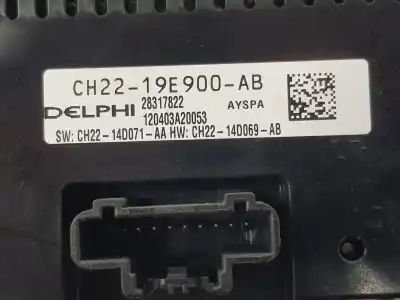 CH22-19E900-AB
DELPHI 28317822 AYSPA
120403A20053
SW: CH22-14D071-AA HW: CH22-14D069-AB